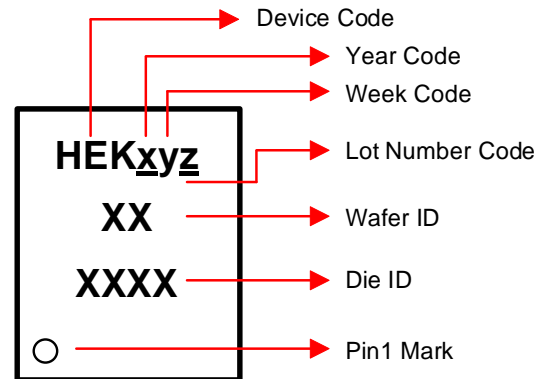 Device Code
Year Code
Week Code
HEKxyz
Lot Number Code
XX
Wafer ID
XXXX
Die ID
Pin1 Mark